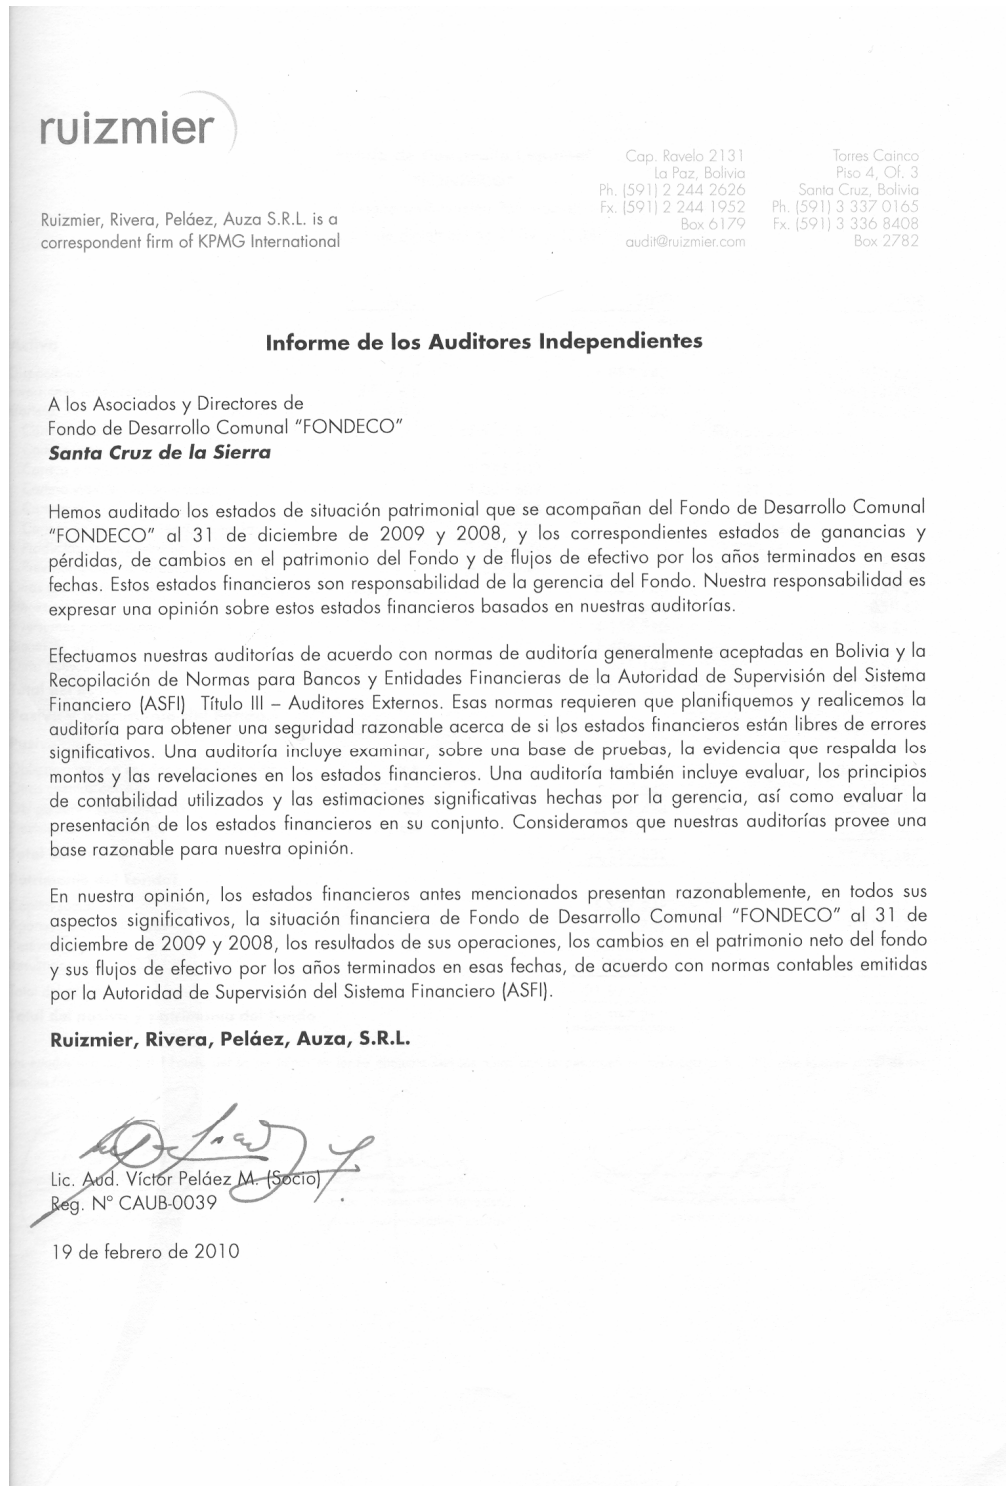 ruizmier
Cap. Ravelo 2131
La Paz, Bolivia
Ph. (591) 2 244 2626
Fx. (591) 2 244 1952
Box 6179
audit@ruizmier.com
Torres Cainco
Piso 4, Of. 3
Santa Cruz, Bolivia
Ph. (591) 3 337 0165
Fx. (591) 3 336 8408
Box 2782
Ruizmier, Rivera, Peláez, Auza S.R.L. is a
correspondent firm of KPMG International
Informe de los Auditores Independientes
A los Asociados y Directores de
Fondo de Desarrollo Comunal "FONDECO"
Santa Cruz de la Sierra
Hemos auditado los estados de situación patrimonial que se acompañan del Fondo de Desarrollo Comunal
"FONDECO" al 31 de diciembre de 2009 y 2008, y los correspondientes estados de ganancias y
pérdidas, de cambios en el patrimonio del Fondo y de flujos de efectivo por los años terminados en esas
fechas. Estos estados financieros son responsabilidad de la gerencia del Fondo. Nuestra responsabilidad es
expresar una opinión sobre estos estados financieros basados en nuestras auditorías.
Efectuamos nuestras auditorías de acuerdo con normas de auditoría generalmente aceptadas en Bolivia y la
Recopilación de Normas para Bancos y Entidades Financieras de la Autoridad de Supervisión del Sistema
Financiero (ASFI) Título III – Auditores Externos. Esas normas requieren que planifiquemos y realicemos la
auditoría para obtener una seguridad razonable acerca de si los estados financieros están libres de errores
significativos. Una auditoría incluye examinar, sobre una base de pruebas, la evidencia que respalda los
montos y las revelaciones en los estados financieros. Una auditoría también incluye evaluar, los principios
de contabilidad utilizados y las estimaciones significativas hechas por la gerencia, así como evaluar la
presentación de los estados financieros en su conjunto. Consideramos que nuestras auditorías provee una
base razonable para nuestra opinión.
En nuestra opinión, los estados financieros antes mencionados presentan razonablemente, en todos sus
aspectos significativos, la situación financiera de Fondo de Desarrollo Comunal "FONDECO" al 31 de
diciembre de 2009 y 2008, los resultados de sus operaciones, los cambios en el patrimonio neto del fondo
y sus flujos de efectivo por los años terminados en esas fechas, de acuerdo con normas contables emitidas
por la Autoridad de Supervisión del Sistema Financiero (ASFI).
Ruizmier, Rivera, Peláez, Auza, S.R.L.
Lic. Aud. Víctor Peláez M. (Socio)
Reg. N° CAUB-0039
19 de febrero de 2010